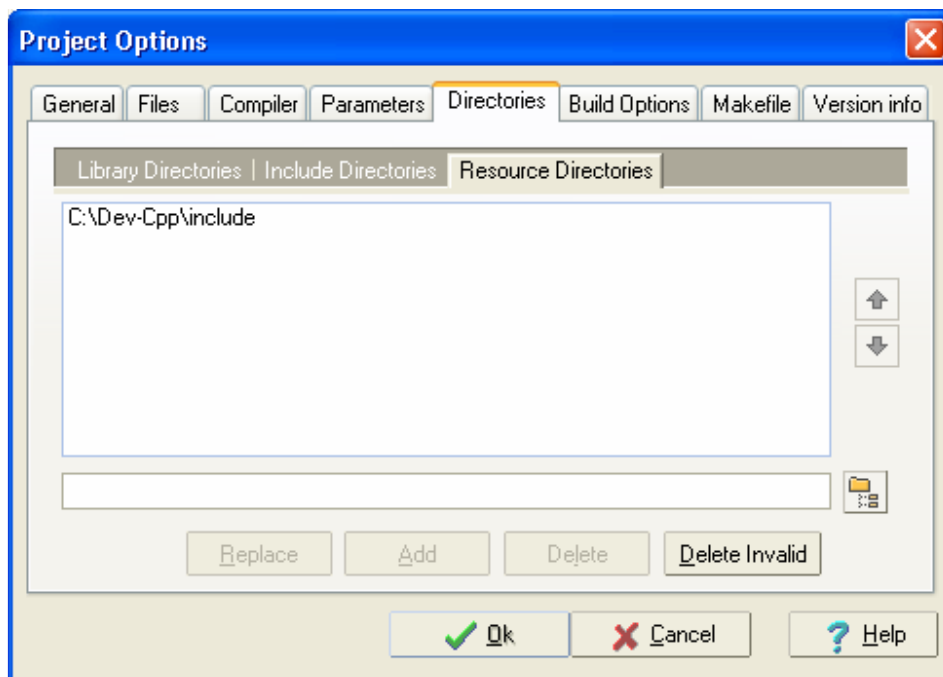 Project Options
General Files Compiler Parameters Directories Build Options Makefile Version info
Library Directories | Include Directories Resource Directories
C:\Dev-Cpp\include
Replace Add Delete Delete Invalid
Ok Cancel Help